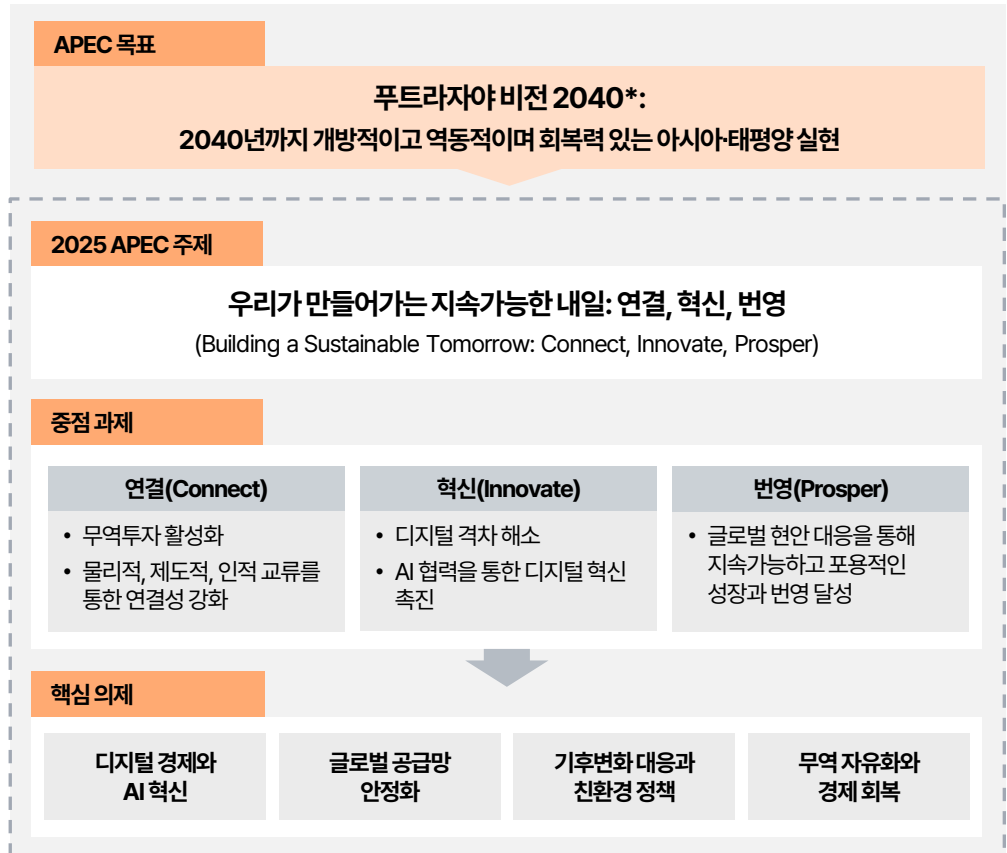 APEC 목표
푸트라자야 비전 2040*:
2040년까지 개방적이고 역동적이며 회복력 있는 아시아·태평양 실현
2025 APEC 주제
우리가 만들어가는 지속가능한 내일: 연결, 혁신, 번영
(Building a Sustainable Tomorrow: Connect, Innovate, Prosper)
중점 과제
연결(Connect)
• 무역투자 활성화
• 물리적, 제도적, 인적 교류를
통한 연결성 강화
혁신(Innovate)
• 디지털 격차 해소
• AI 협력을 통한 디지털 혁신
촉진
번영(Prosper)
• 글로벌 현안 대응을 통해
지속가능하고 포용적인
성장과 번영 달성
핵심 의제
디지털 경제와
AI 혁신
글로벌 공급망
안정화
기후변화 대응과
친환경 정책
무역 자유화와
경제 회복